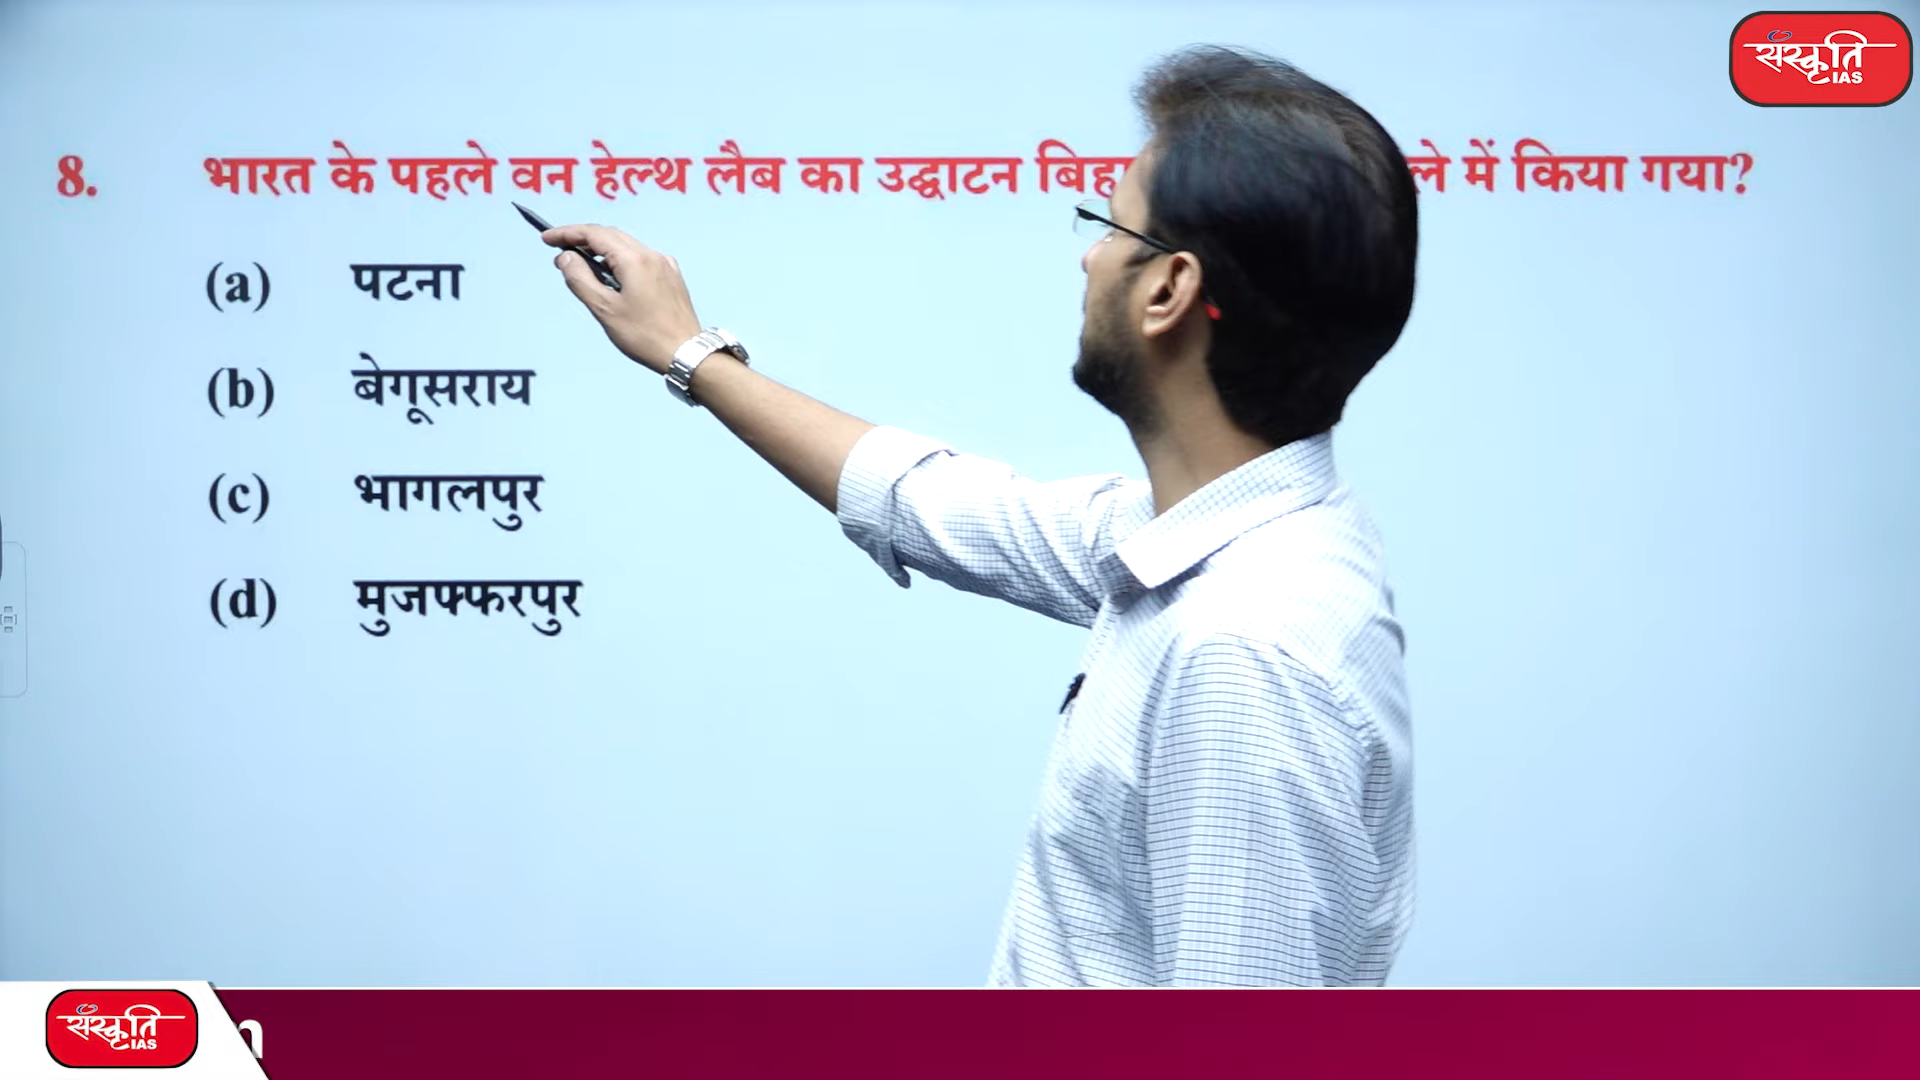 संस्कृति
IAS
8. भारत के पहले वन हेल्थ लैब का उद्घाटन में किया गया?
(a) पटना
(b) बेगूसराय
(c) भागलपुर
(d) मुजफ्फरपुर
संस्कृति
IAS